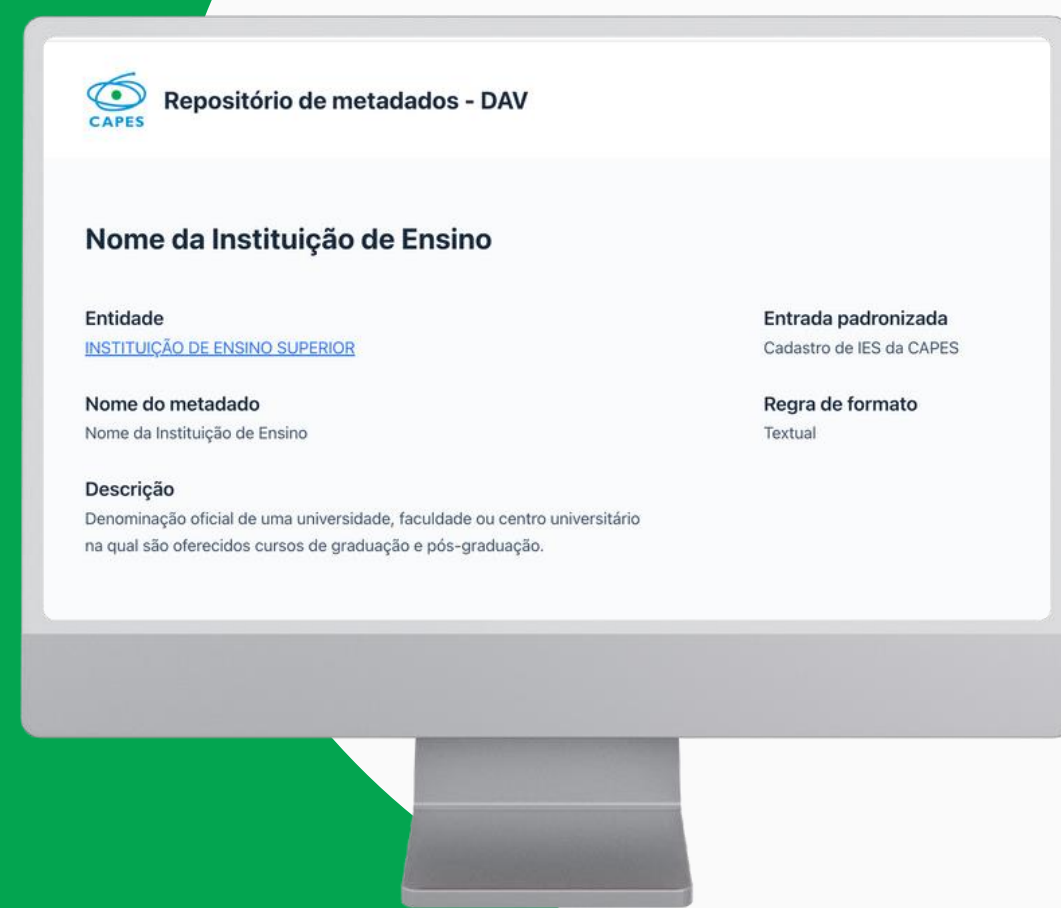 CAPES
Repositório de metadados - DAV
Nome da Instituição de Ensino
Entidade
INSTITUIÇÃO DE ENSINO SUPERIOR
Entrada padronizada
Cadastro de IES da CAPES
Nome do metadado
Nome da Instituição de Ensino
Regra de formato
Textual
Descrição
Denominação oficial de uma universidade, faculdade ou centro universitário
na qual são oferecidos cursos de graduação e pós-graduação.